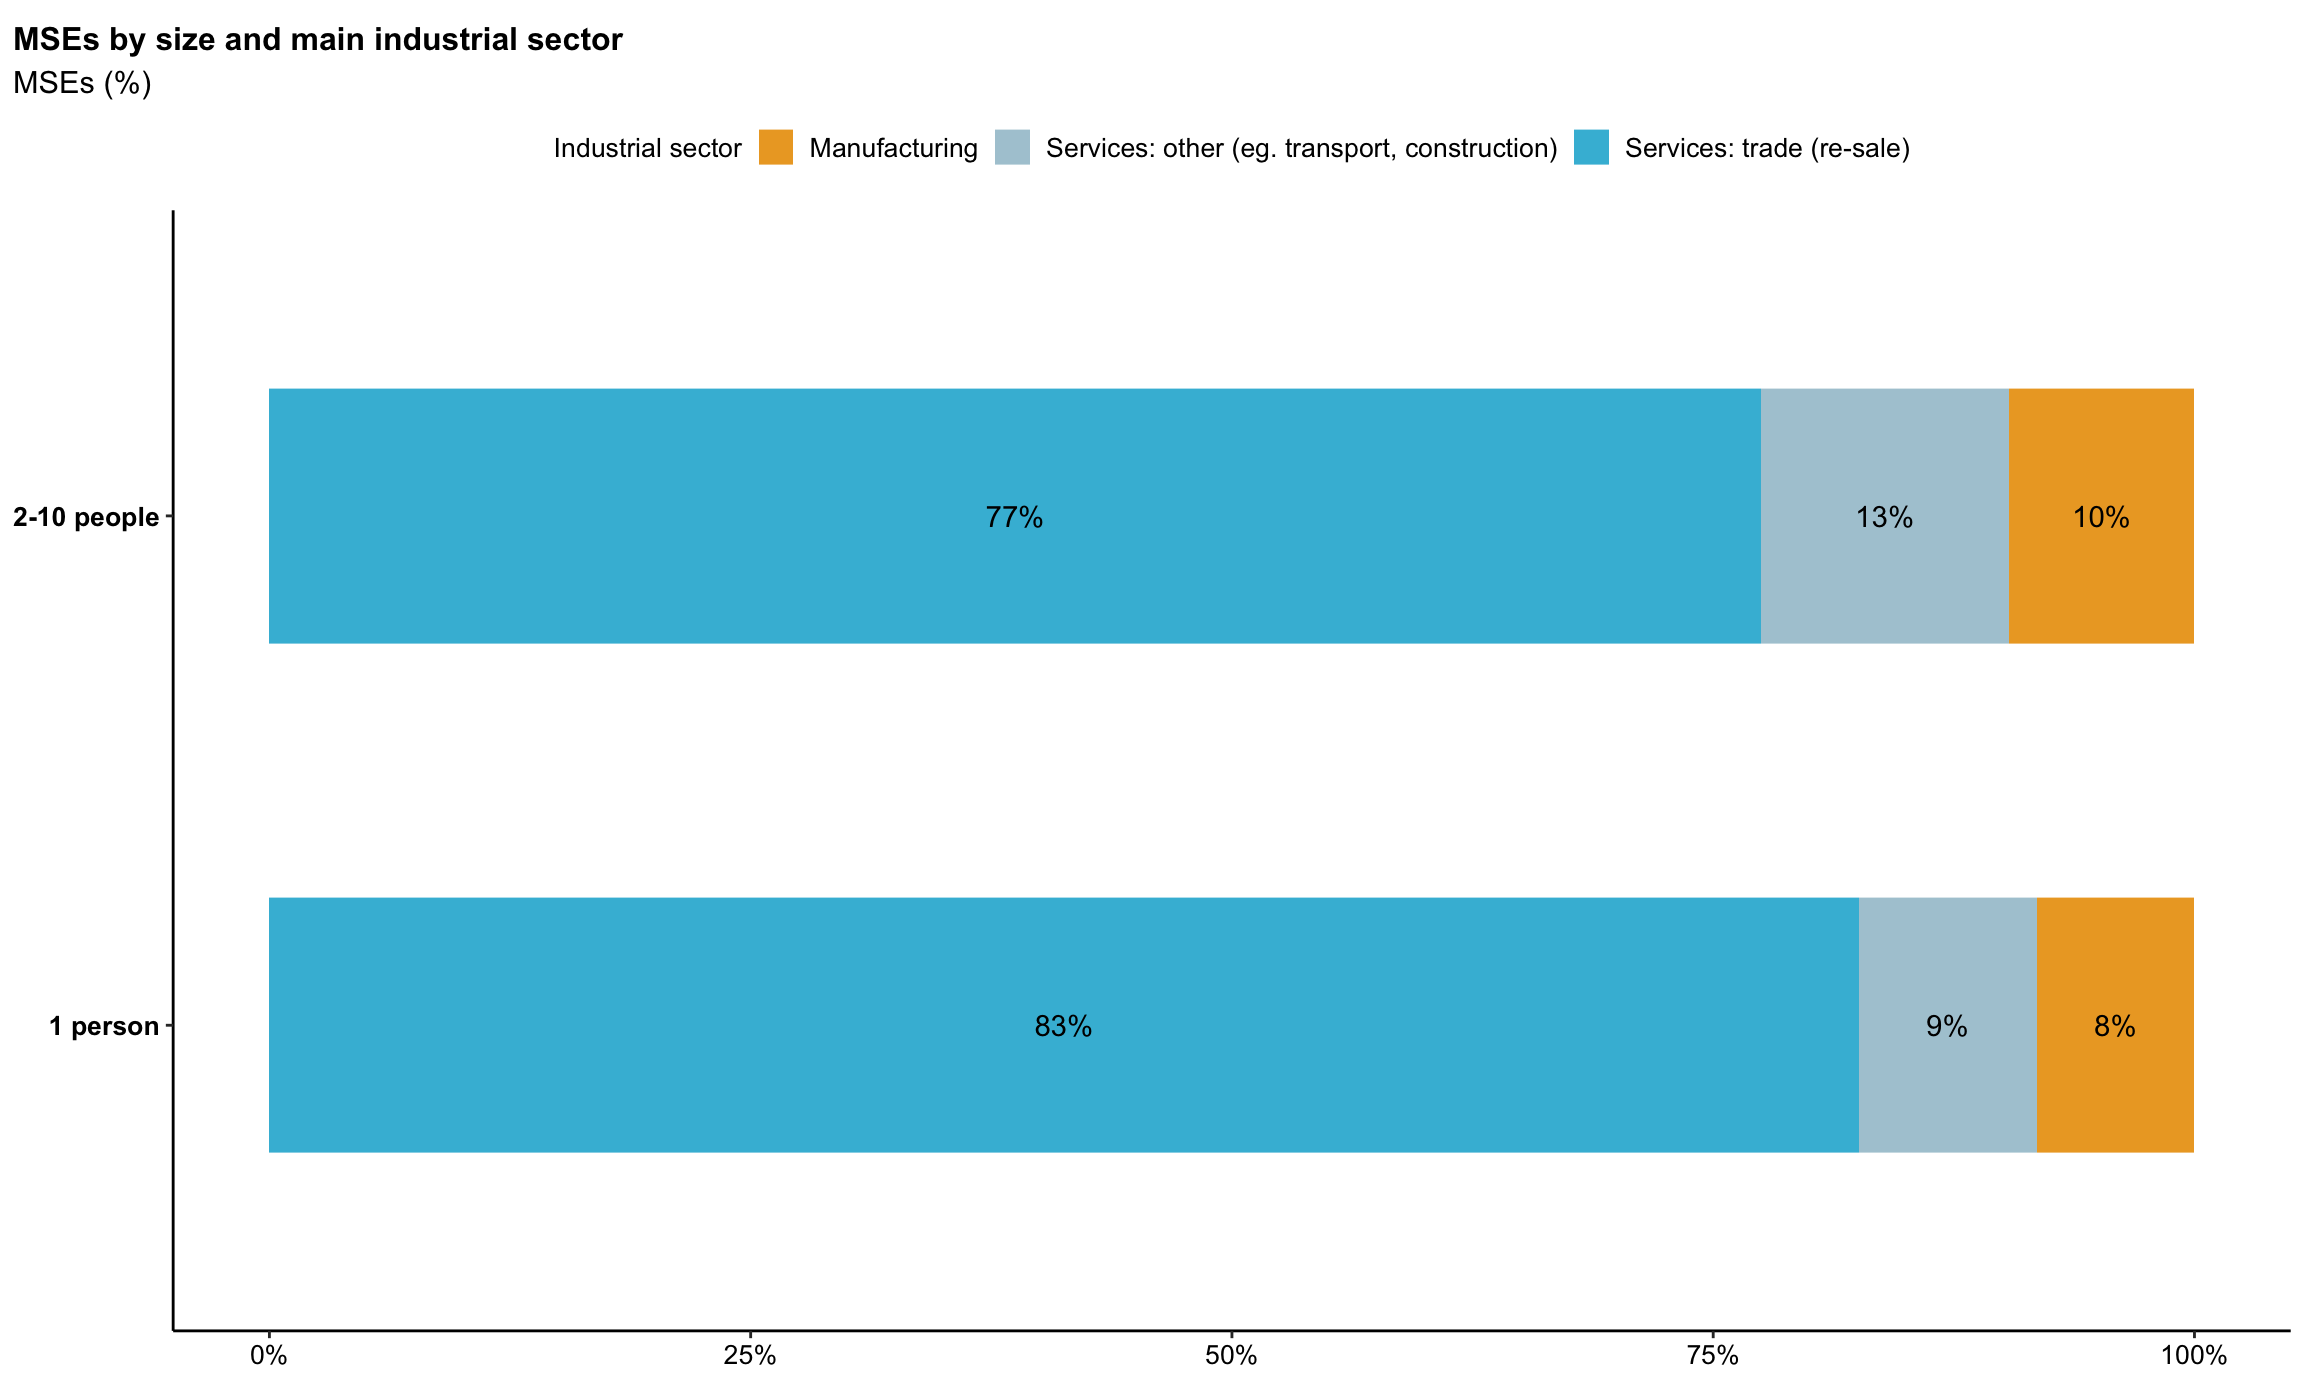 MSEs by size and main industrial sector
MSEs (%)
Industrial sector Manufacturing Services: other (eg. transport, construction) Services: trade (re-sale)
2-10 people 77% 13% 10%
1 person 83% 9% 8%
0% 25% 50% 75% 100%